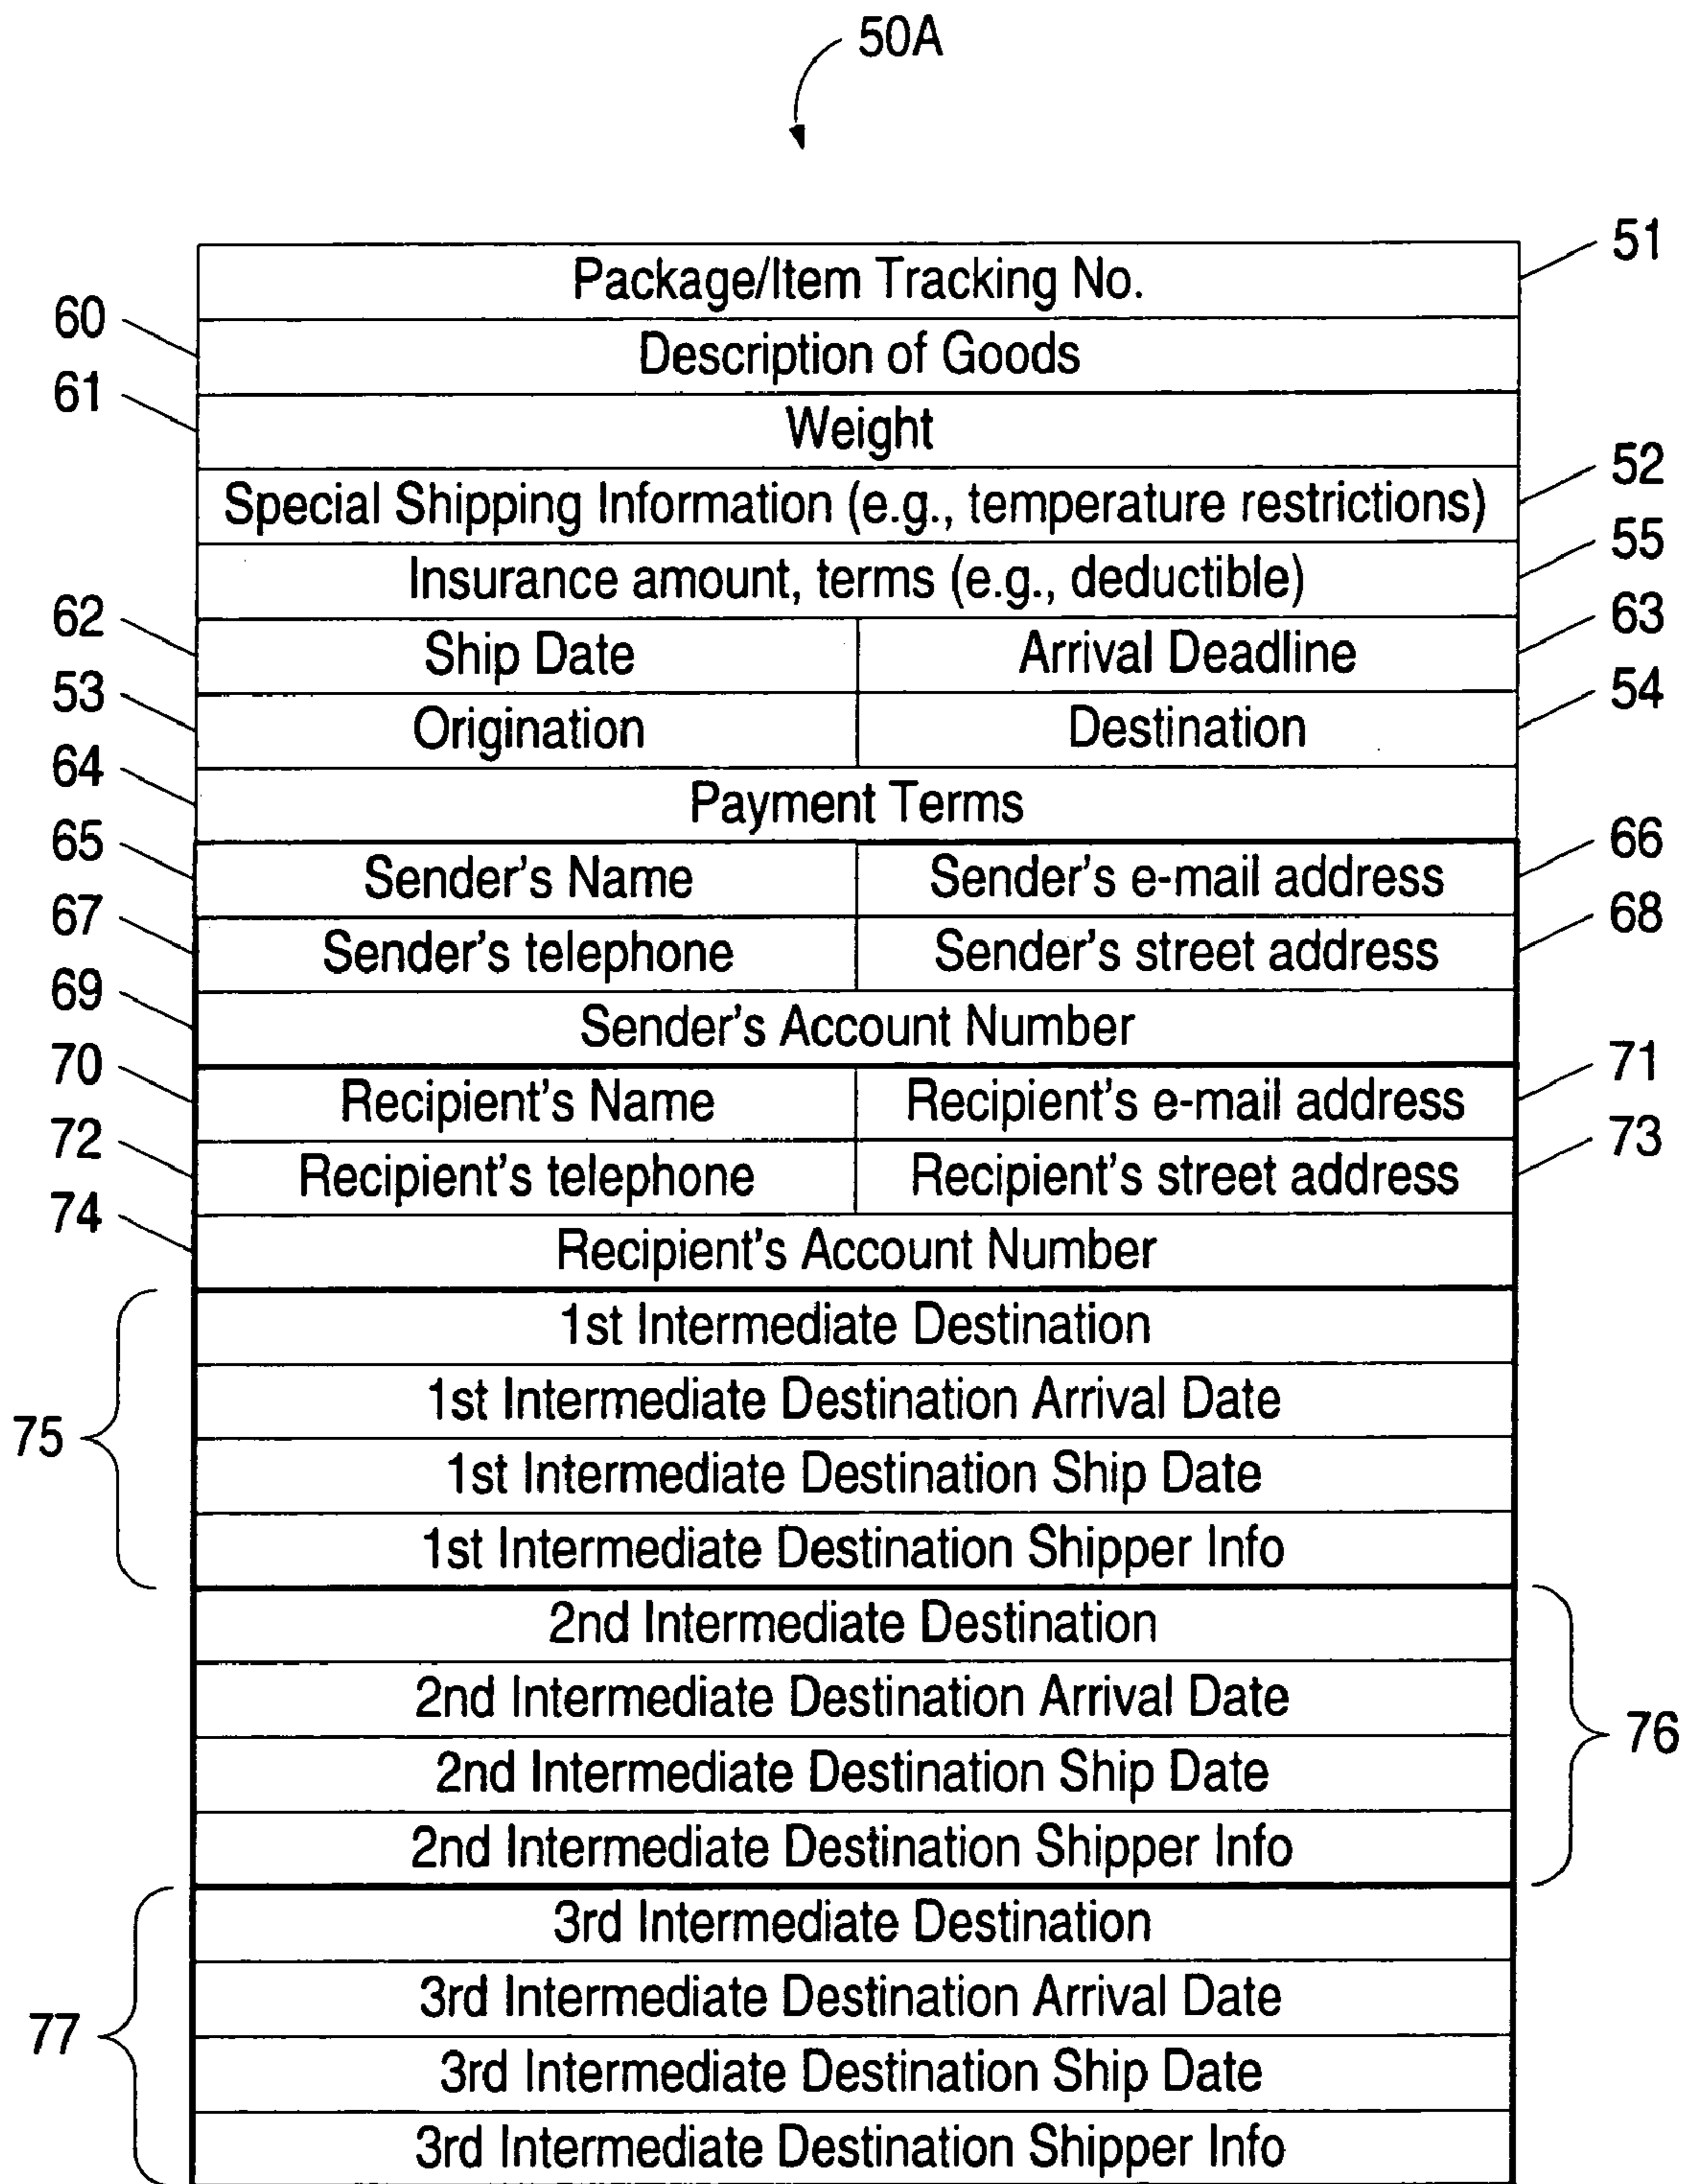 50A
Package/Item Tracking No. 51
60 Description of Goods
61 Weight
Special Shipping Information (e.g., temperature restrictions) 52
Insurance amount, terms (e.g., deductible) 55
62 Ship Date Arrival Deadline 63
53 Origination Destination 54
64 Payment Terms
65 Sender's Name Sender's e-mail address 66
67 Sender's telephone Sender's street address 68
69 Sender's Account Number
70 Recipient's Name Recipient's e-mail address 71
72 Recipient's telephone Recipient's street address 73
74 Recipient's Account Number
1st Intermediate Destination
1st Intermediate Destination Arrival Date
75
1st Intermediate Destination Ship Date
1st Intermediate Destination Shipper Info
2nd Intermediate Destination
2nd Intermediate Destination Arrival Date
76
2nd Intermediate Destination Ship Date
2nd Intermediate Destination Shipper Info
3rd Intermediate Destination
3rd Intermediate Destination Arrival Date
77
3rd Intermediate Destination Ship Date
3rd Intermediate Destination Shipper Info